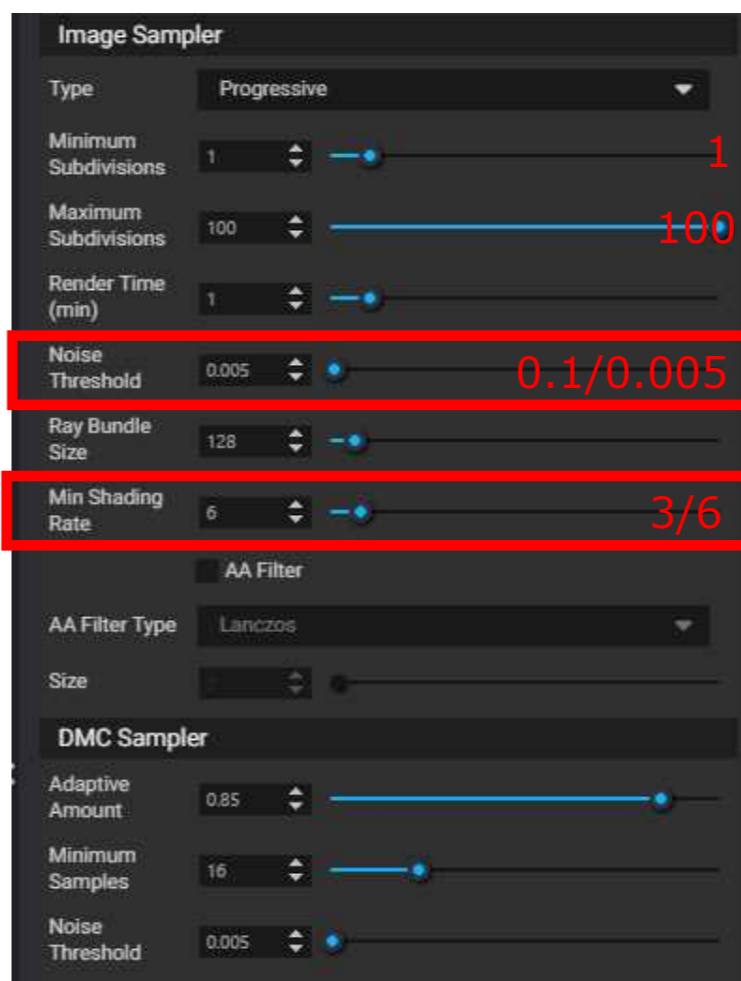 Image Sampler
Type Progressive
Minimum
Subdivisions 1 1
Maximum
Subdivisions 100 100
Render Time
(min) 1
Noise
Threshold 0.005 0.1/0.005
Ray Bundle
Size 128
Min Shading
Rate 6 3/6
AA Filter
AA Filter Type Lanczos
Size
DMC Sampler
Adaptive
Amount 0.85
Minimum
Samples 16
Noise
Threshold 0.005